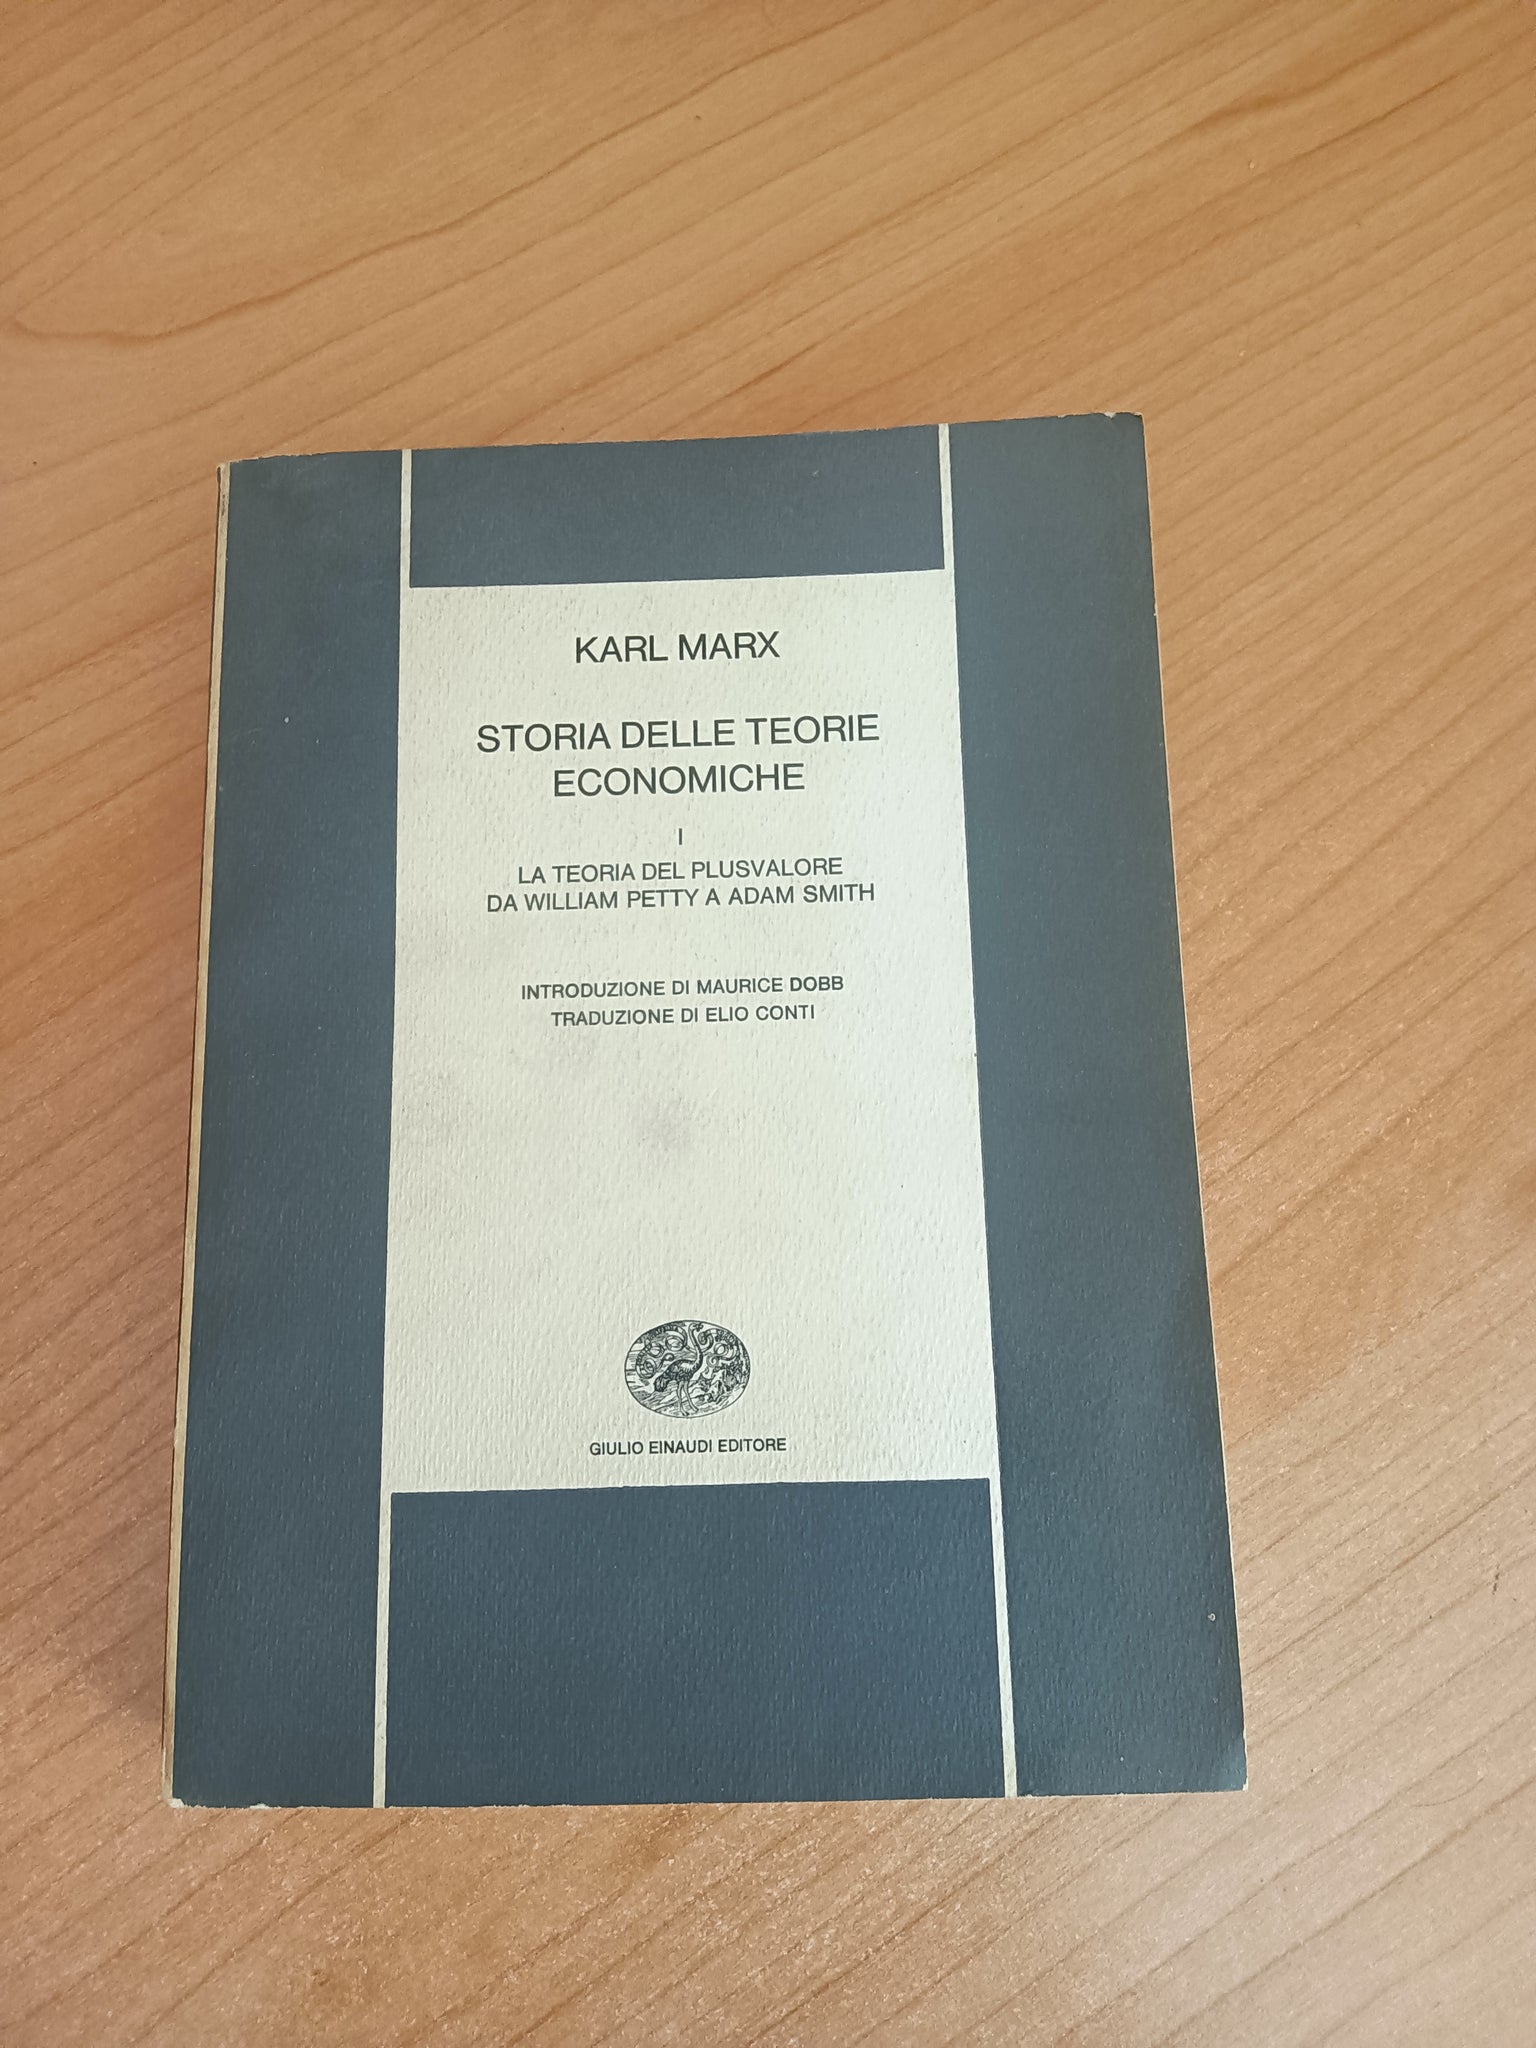 KARL MARX
STORIA DELLE TEORIE
ECONOMICHE
I
LA TEORIA DEL PLUSVALORE
DA WILLIAM PETTY A ADAM SMITH
INTRODUZIONE DI MAURICE DOBB
TRADUZIONE DI ELIO CONTI
GIULIO EINAUDI EDITORE